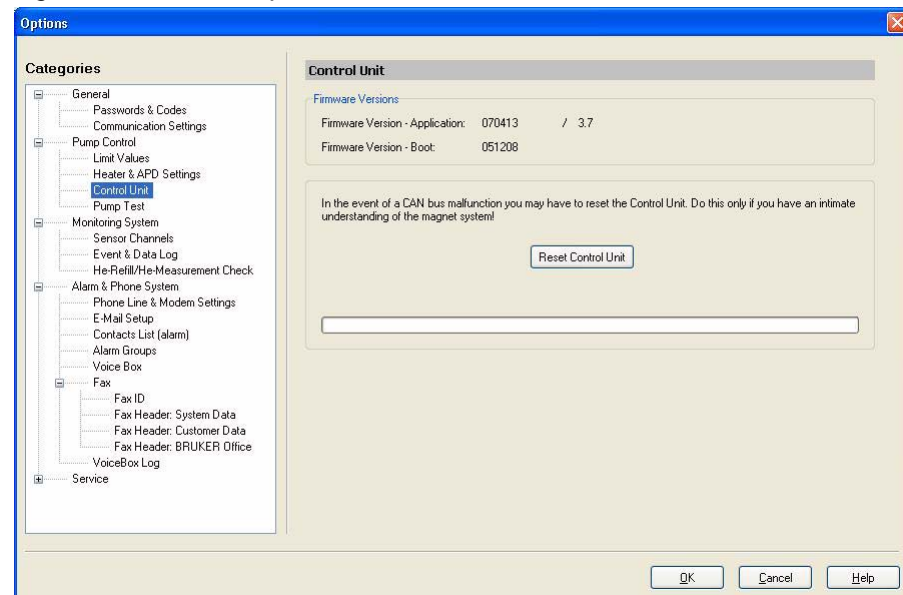 Options
Categories
General
Passwords & Codes
Communication Settings
Pump Control
Limit Values
Heater & APD Settings
Control Unit
Pump Test
Monitoring System
Sensor Channels
Event & Data Log
He-Refill/He-Measurement Check
Alarm & Phone System
Phone Line & Modem Settings
E-Mail Setup
Contacts List (alarm)
Alarm Groups
Voice Box
Fax
Fax ID
Fax Header: System Data
Fax Header: Customer Data
Fax Header: BRUKER Office
VoiceBox Log
Service
Control Unit
Firmware Versions
Firmware Version - Application: 070413 / 3.7
Firmware Version - Boot: 051208
In the event of a CAN bus malfunction you may have to reset the Control Unit. Do this only if you have an intimate
understanding of the magnet system!
Reset Control Unit
OK Cancel Help